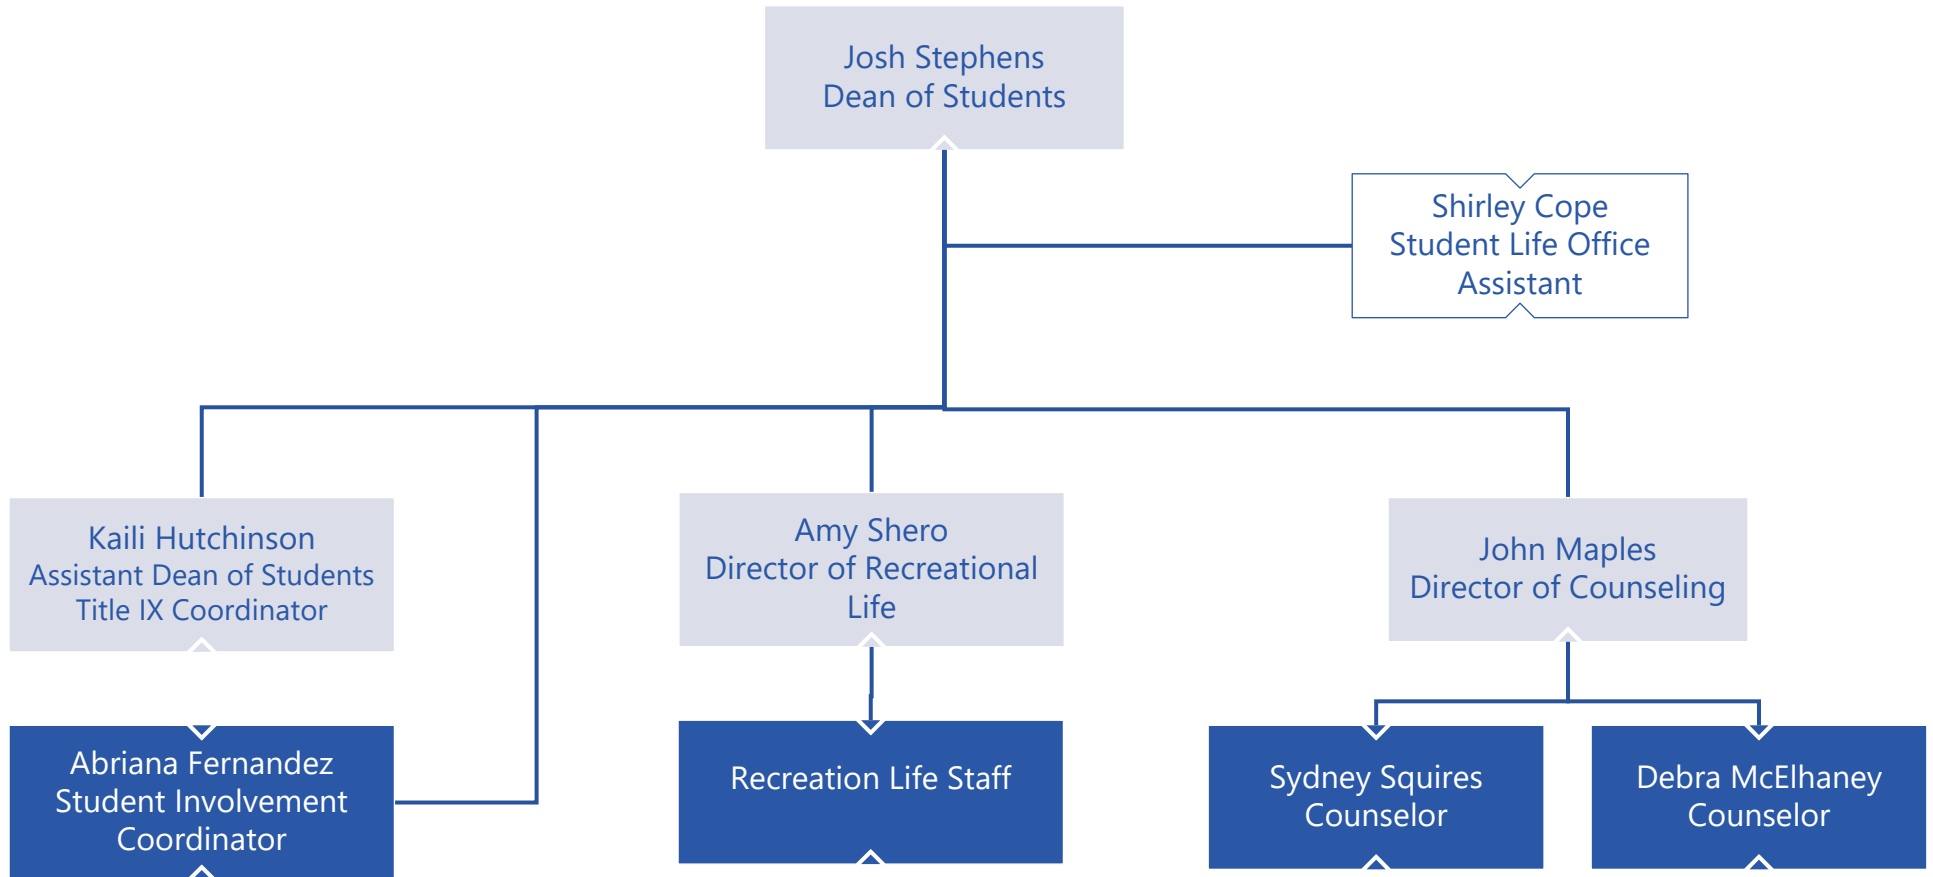 Josh Stephens
Dean of Students
Shirley Cope
Student Life Office
Assistant
Kaili Hutchinson
Assistant Dean of Students
Title IX Coordinator
Amy Shero
Director of Recreational
Life
John Maples
Director of Counseling
Abriana Fernandez
Student Involvement
Coordinator
Recreation Life Staff
Sydney Squires
Counselor
Debra McElhaney
Counselor